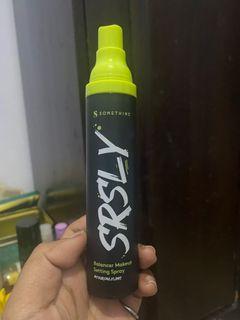 SOMETHINC
SRSLY
Balancer Makeup
Setting Spray